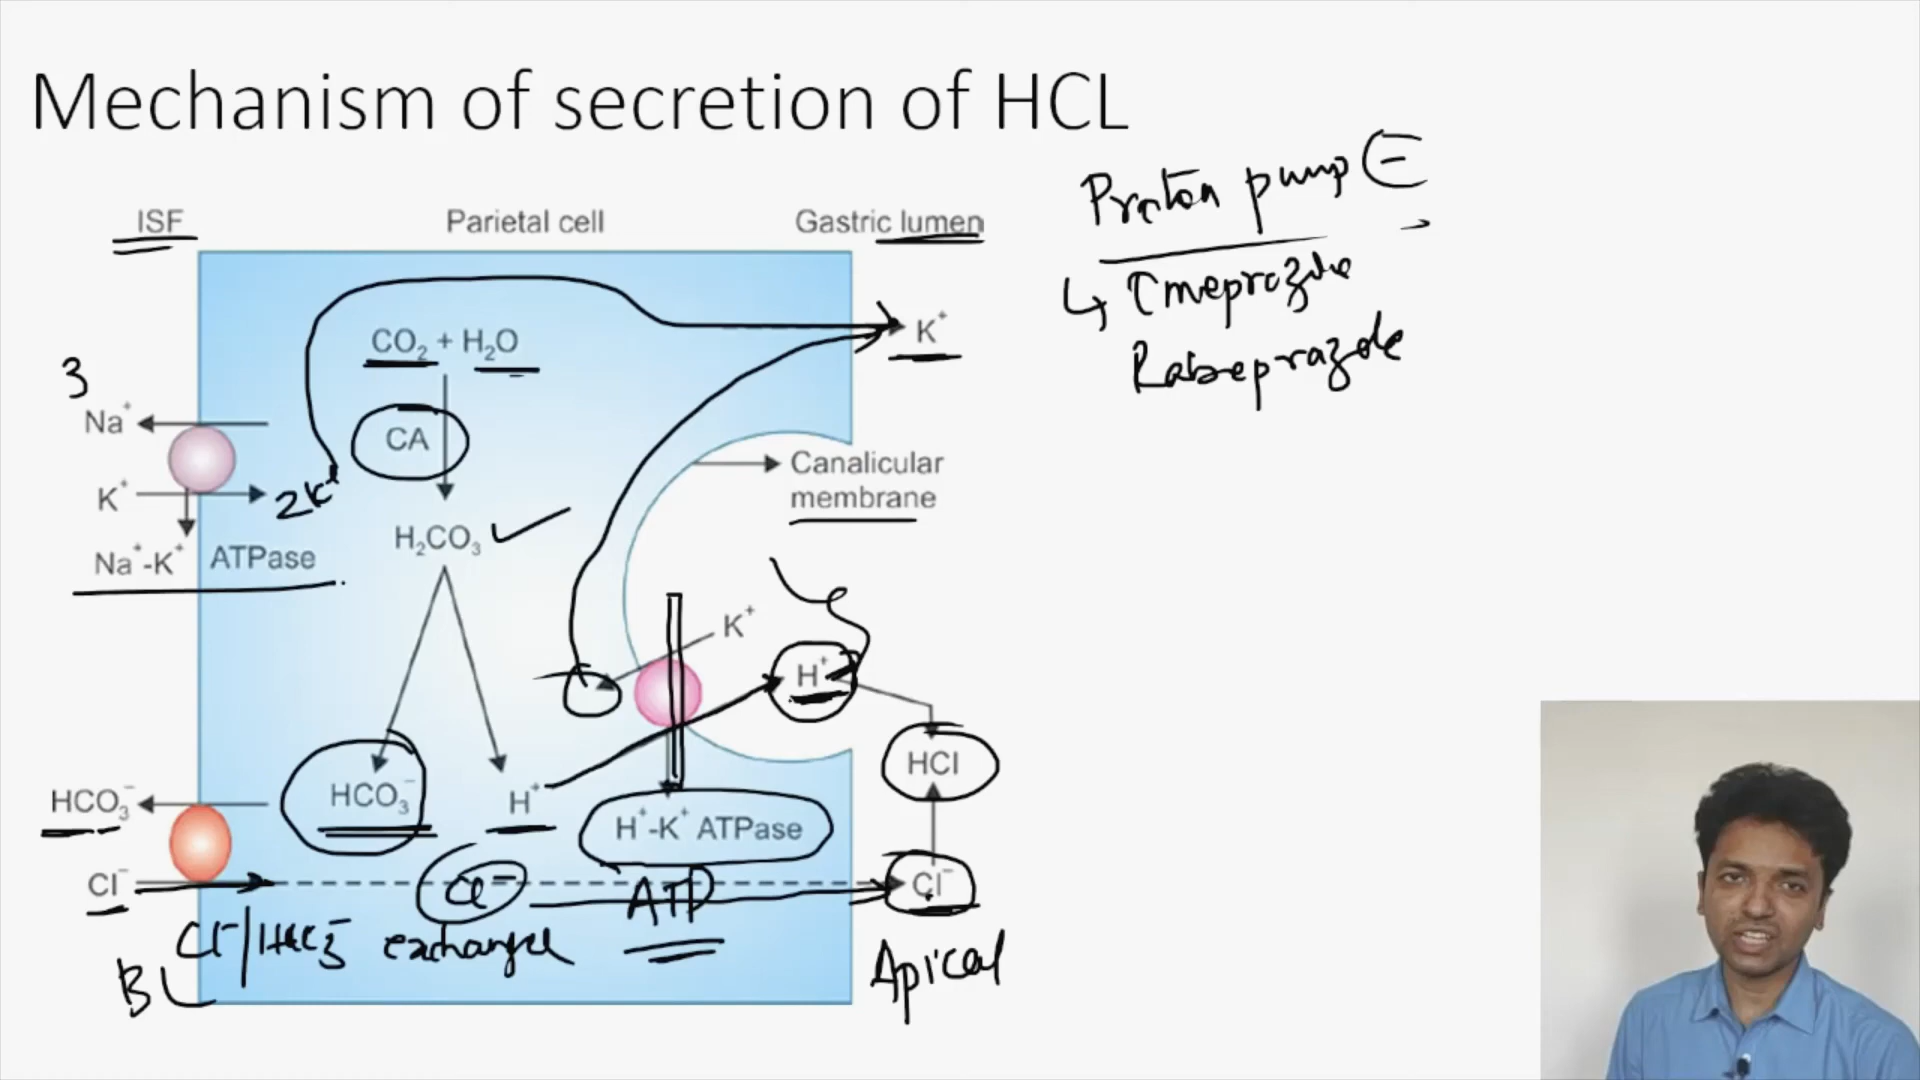 Mechanism of secretion of HCL
Proton pump
ISF
Parietal cell
Gastric lumen
Rabeprazole
CO₂ + H₂O
K⁺
3
Na⁺
CA
K⁺
2K⁺
Canalicular
membrane
H₂CO₃
Na⁺-K⁺ ATPase
K⁺
H⁺
HCl
HCO₃⁻
HCO₃⁻
H⁺
H⁺-K⁺ ATPase
Cl⁻
Cl⁻
ATP
Cl⁻
Cl⁻/HCO₃⁻ exchanger
BL
Apical